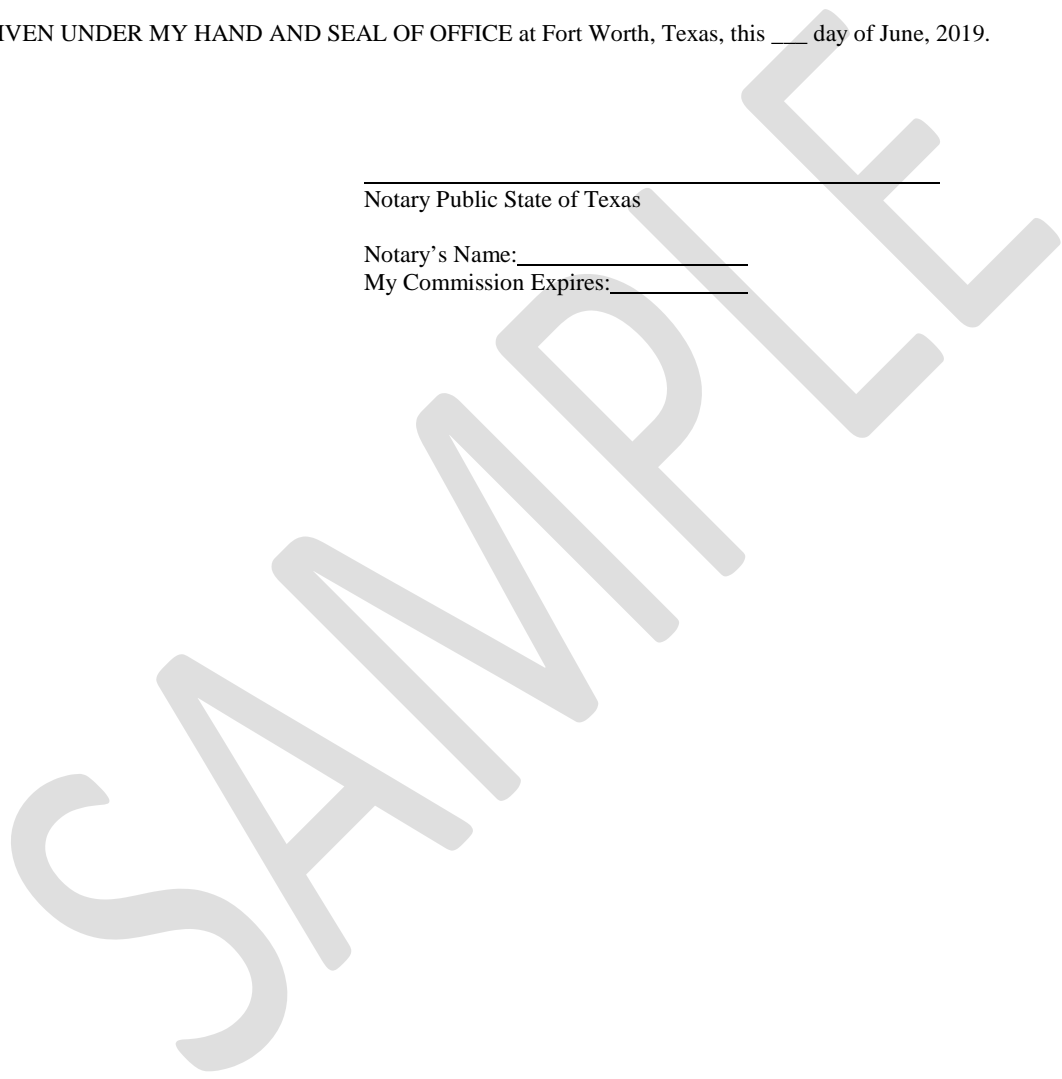 IVEN UNDER MY HAND AND SEAL OF OFFICE at Fort Worth, Texas, this ___ day of June, 2019.
Notary Public State of Texas
Notary’s Name:
My Commission Expires:
SAMPLE